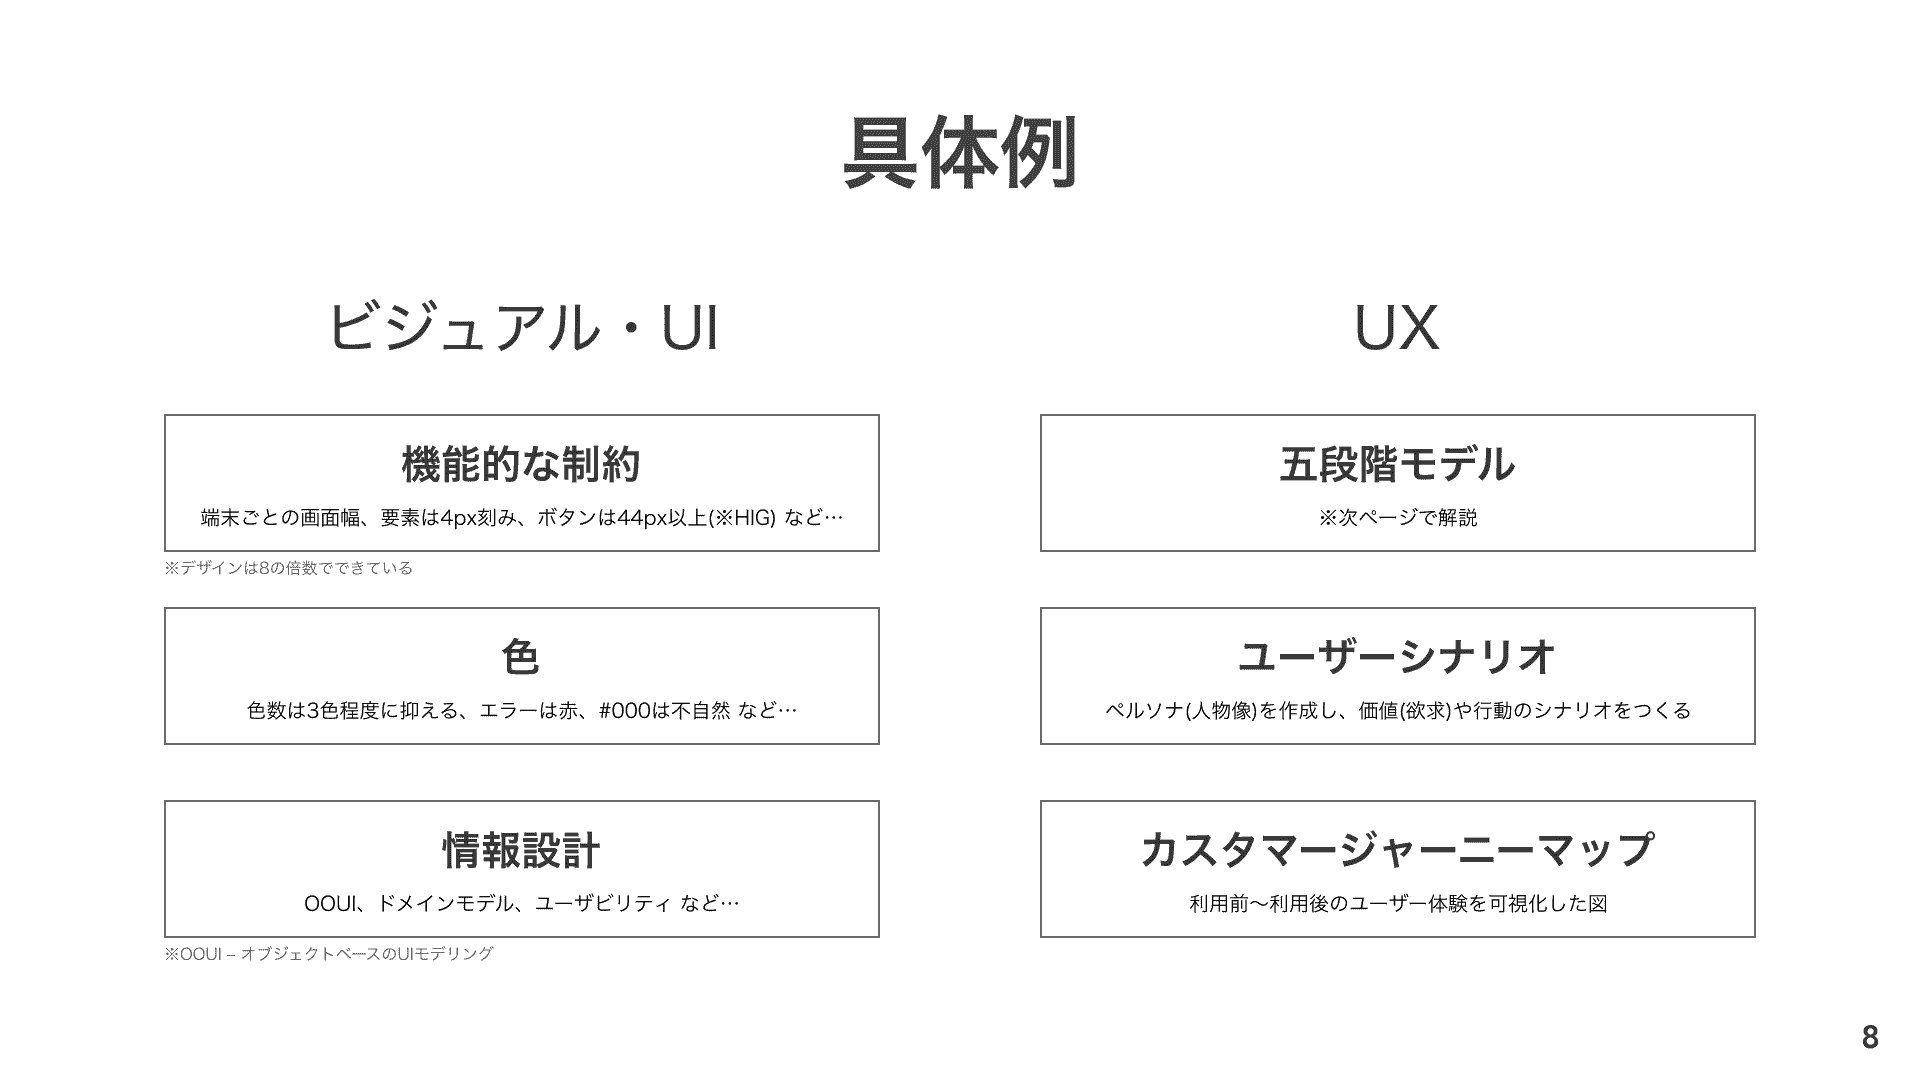 具体例
ビジュアル・UI
機能的な制約
端末ごとの画面幅、要素は4px刻み、ボタンは44px以上(※HIG) など…
※デザインは8の倍数でできている
色
色数は3色程度に抑える、エラーは赤、#000は不自然 など…
情報設計
OOUI、ドメインモデル、ユーザビリティ など…
※OOUI – オブジェクトベースのUIモデリング
UX
五段階モデル
※次ページで解説
ユーザーシナリオ
ペルソナ(人物像)を作成し、価値(欲求)や行動のシナリオをつくる
カスタマージャーニーマップ
利用前〜利用後のユーザー体験を可視化した図
8